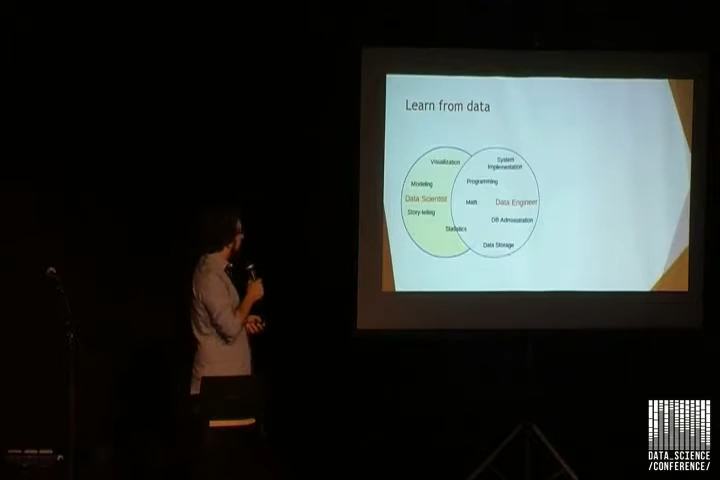 Learn from data
Visualization
System
Implementation
Modeling
Programming
Data Scientist
Math
Data Engineer
Story-telling
DB Administration
Statistics
Data Storage
DATA_SCIENCE
/CONFERENCE/